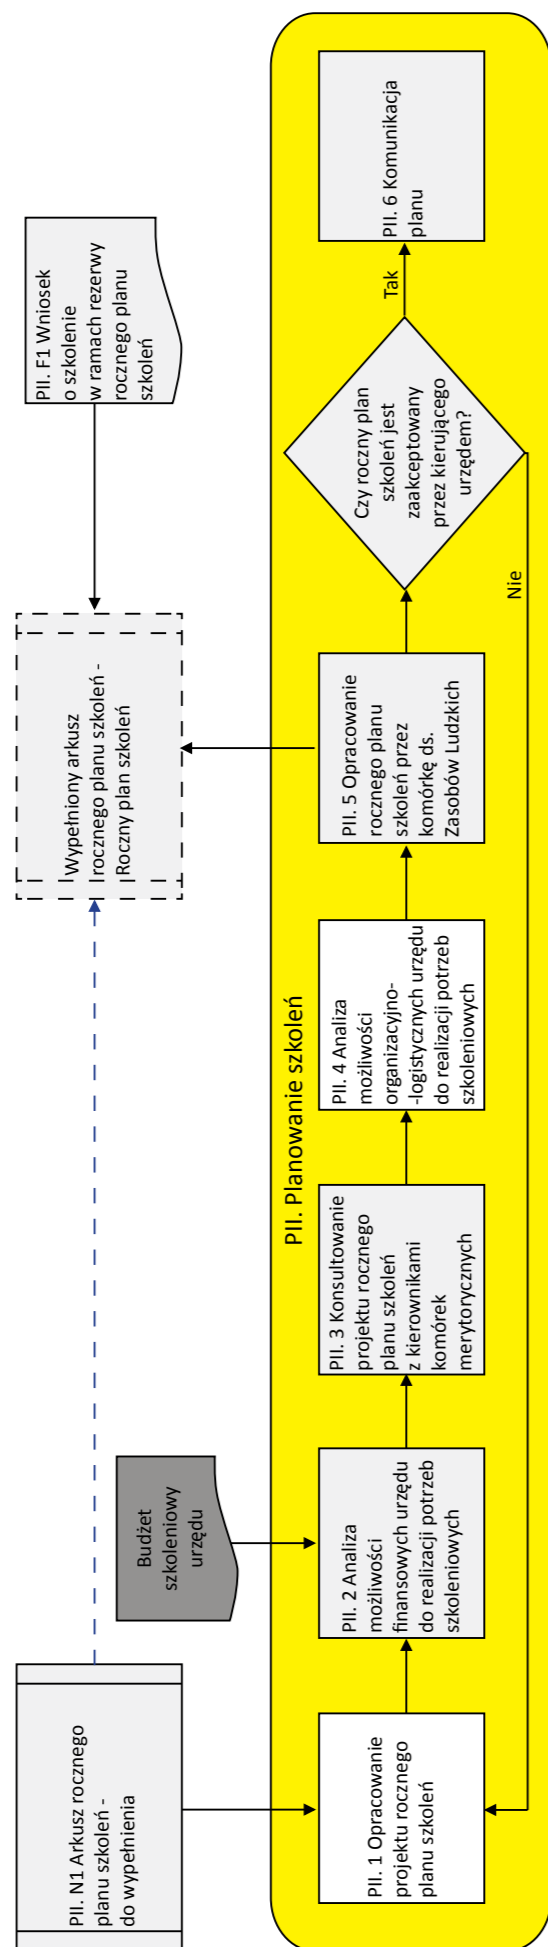 PII. N1 Arkusz rocznego
planu szkoleń -
do wypełnienia
Budżet
szkoleniowy
urzędu
Wypełniony arkusz
rocznego planu szkoleń -
Roczny plan szkoleń
PII. F1 Wniosek
o szkolenie
w ramach rezerwy
rocznego planu
szkoleń
PII. Planowanie szkoleń
PII. 1 Opracowanie
projektu rocznego
planu szkoleń
PII. 2 Analiza
możliwości
finansowych urzędu
do realizacji potrzeb
szkoleniowych
PII. 3 Konsultowanie
projektu rocznego
planu szkoleń
z kierownikami
komórek
merytorycznych
PII. 4 Analiza
możliwości
organizacyjno-
-logistycznych urzędu
do realizacji potrzeb
szkoleniowych
PII. 5 Opracowanie
rocznego planu
szkoleń przez
komórkę ds.
Zasobów Ludzkich
Czy roczny plan
szkoleń jest
zaakceptowany
przez kierującego
urzędem?
Tak
Nie
PII. 6 Komunikacja
planu